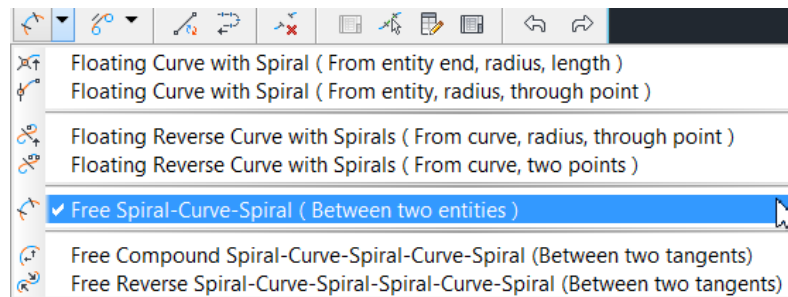 Floating Curve with Spiral ( From entity end, radius, length )
Floating Curve with Spiral ( From entity, radius, through point )
Floating Reverse Curve with Spirals ( From curve, radius, through point )
Floating Reverse Curve with Spirals ( From curve, two points )
Free Spiral-Curve-Spiral ( Between two entities )
Free Compound Spiral-Curve-Spiral-Curve-Spiral (Between two tangents)
Free Reverse Spiral-Curve-Spiral-Spiral-Curve-Spiral (Between two tangents)